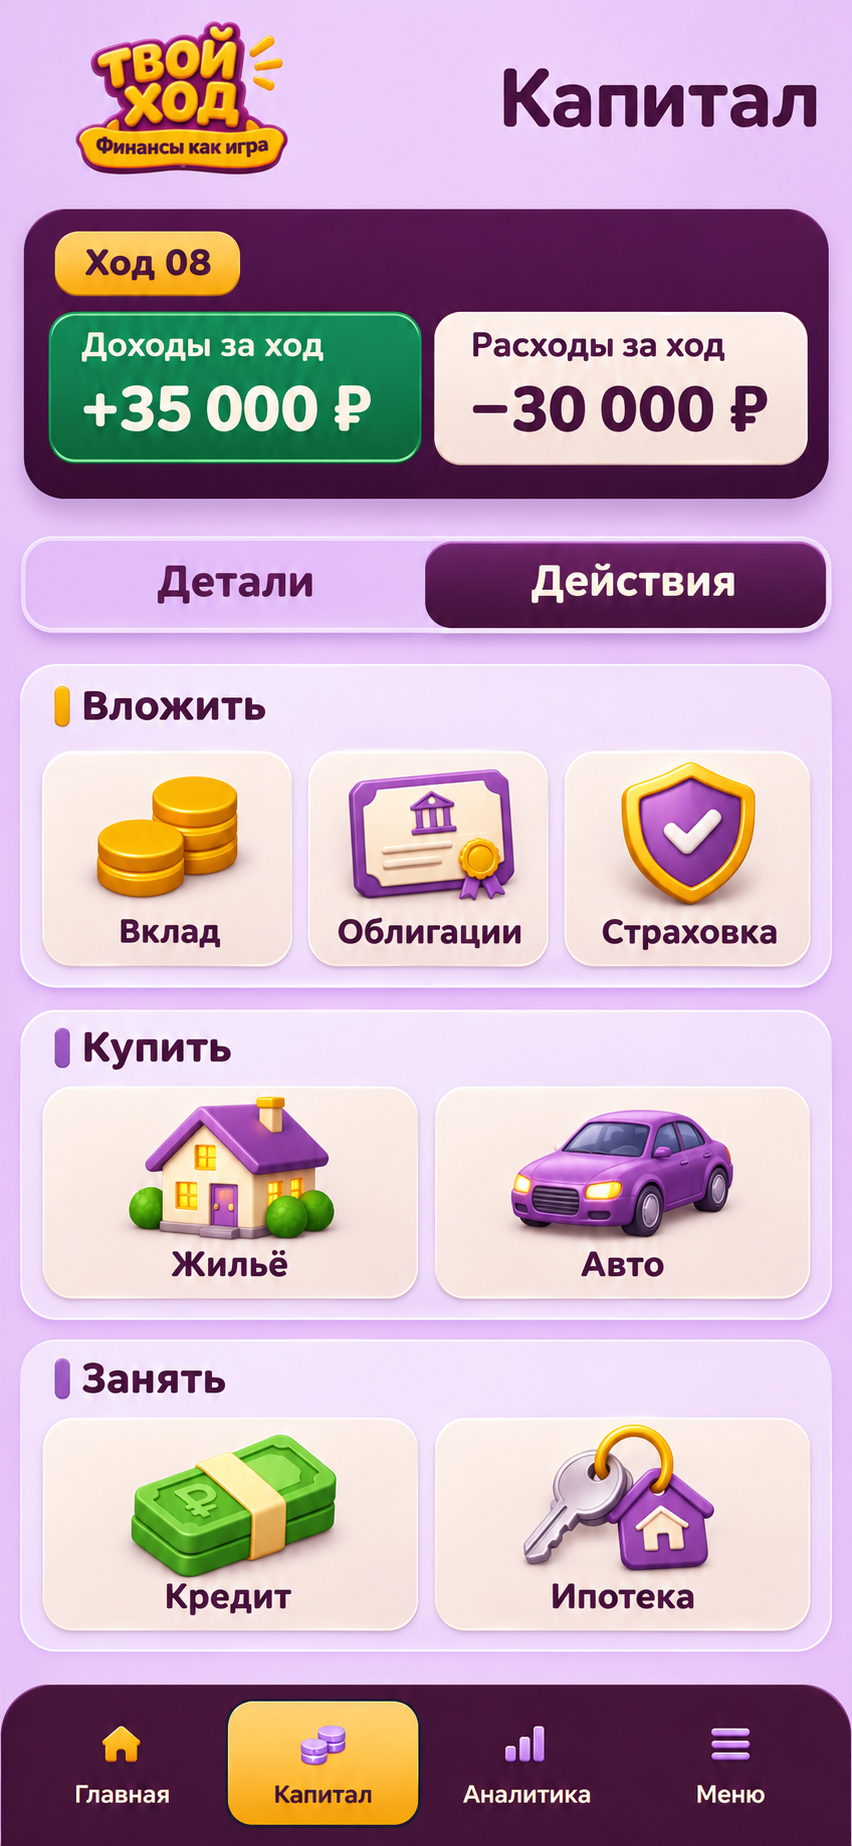 ТВОЙ
ХОД
Финансы как игра
Капитал
Ход 08
Доходы за ход
+35 000 ₽
Расходы за ход
−30 000 ₽
Детали
Действия
Вложить
Вклад
Облигации
Страховка
Купить
Жильё
Авто
Занять
₽
Кредит
Ипотека
Главная
Капитал
Аналитика
Меню